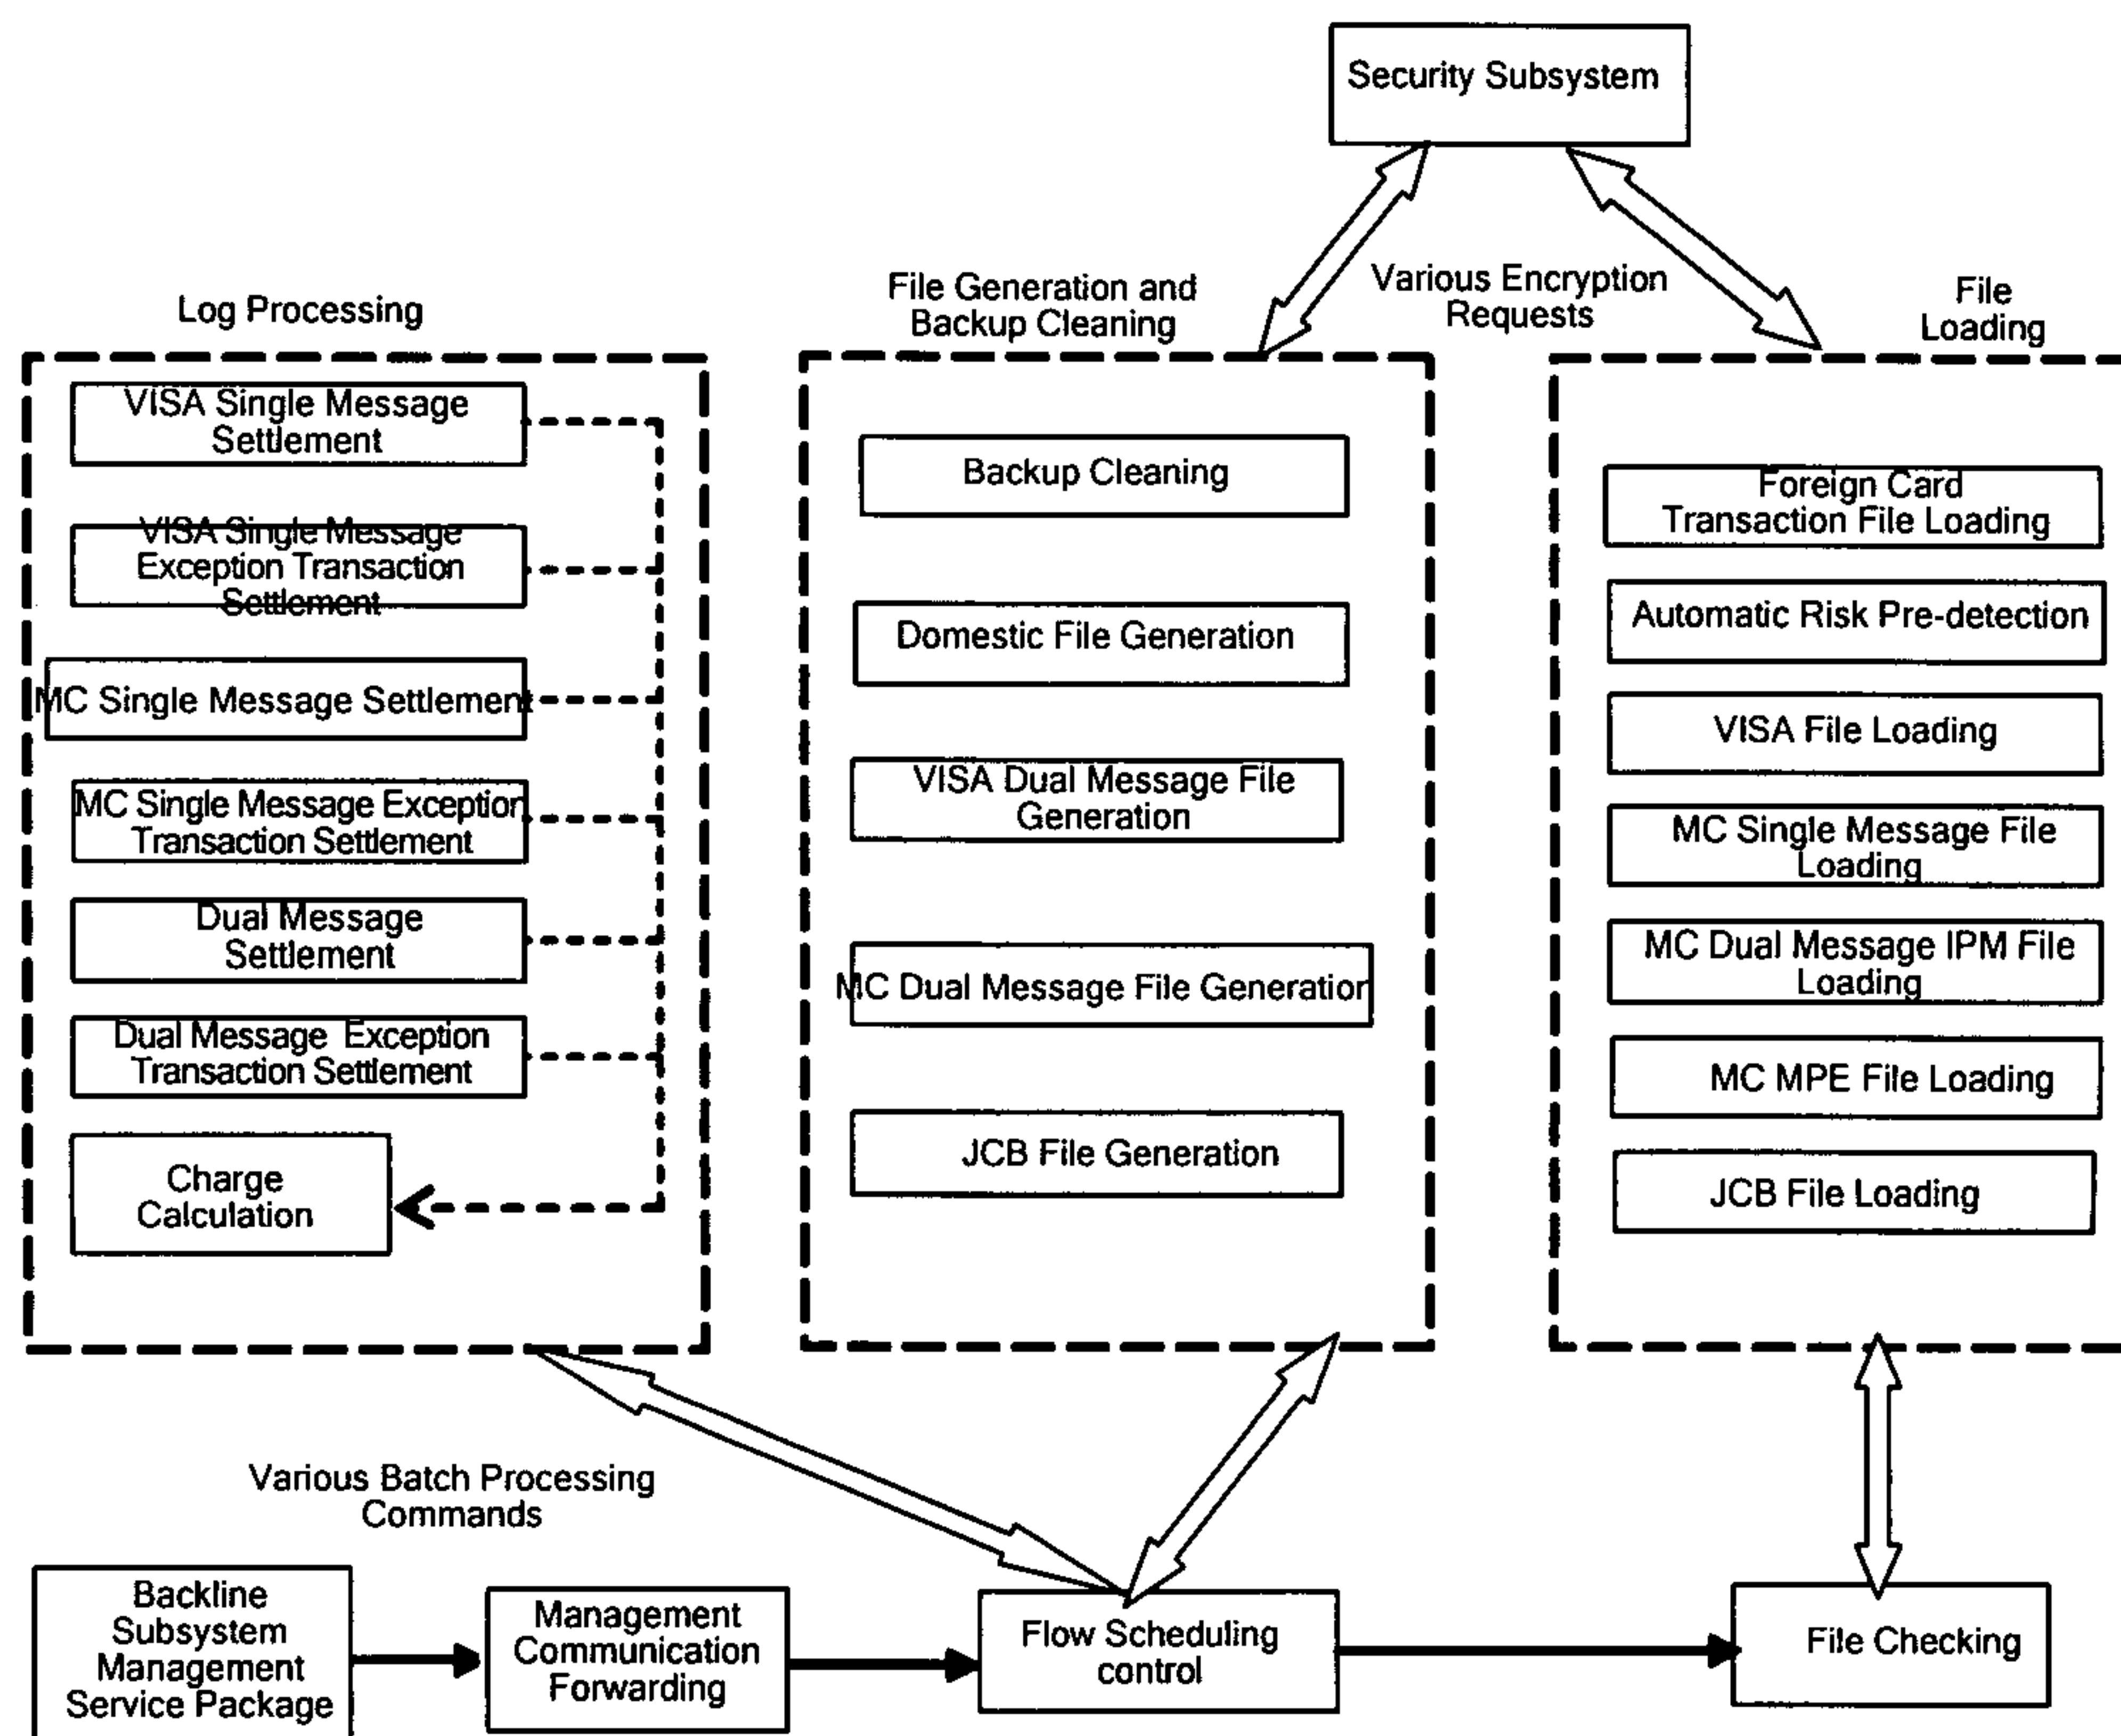 Security Subsystem
Various Encryption
Requests
Log Processing
VISA Single Message
Settlement
VISA Single Message
Exception Transaction
Settlement
MC Single Message Settlement
MC Single Message Exception
Transaction Settlement
Dual Message
Settlement
Dual Message Exception
Transaction Settlement
Charge
Calculation
File Generation and
Backup Cleaning
Backup Cleaning
Domestic File Generation
VISA Dual Message File
Generation
MC Dual Message File Generation
JCB File Generation
File
Loading
Foreign Card
Transaction File Loading
Automatic Risk Pre-detection
VISA File Loading
MC Single Message File
Loading
MC Dual Message IPM File
Loading
MC MPE File Loading
JCB File Loading
Various Batch Processing
Commands
Backline
Subsystem
Management
Service Package
Management
Communication
Forwarding
Flow Scheduling
control
File Checking